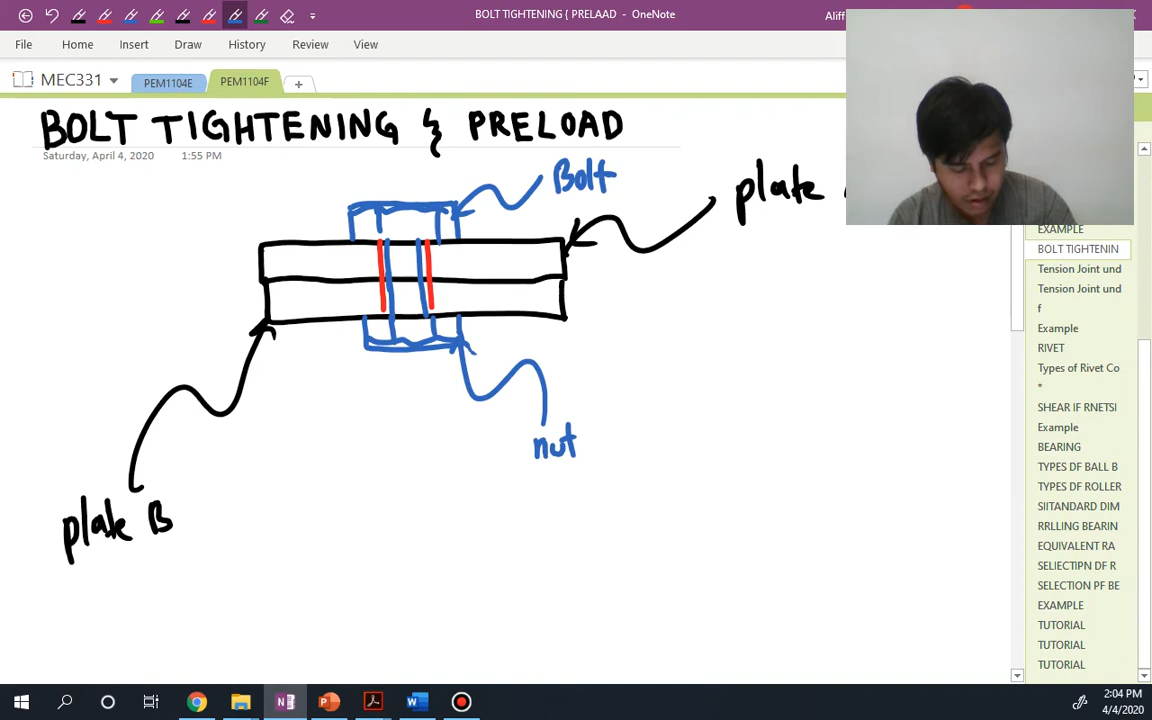 BOLT TIGHTENING { PRELAAD - OneNote
Aliff
File Home Insert Draw History Review View
MEC331
PEM1104E
PEM1104F
BOLT TIGHTENING & PRELOAD
Saturday, April 4, 2020 1:55 PM
Bolt
plate
nut
plate B
EXAMPLE
BOLT TIGHTENIN
Tension Joint und
Tension Joint und
f
Example
RIVET
Types of Rivet Co
*
SHEAR IF RNETSI
Example
BEARING
TYPES DF BALL B
TYPES DF ROLLER
SIITANDARD DIM
RRLLING BEARIN
EQUIVALENT RA
SELIECTIPN DF R
SELECTION PF BE
EXAMPLE
TUTORIAL
TUTORIAL
TUTORIAL
2:04 PM
4/4/2020